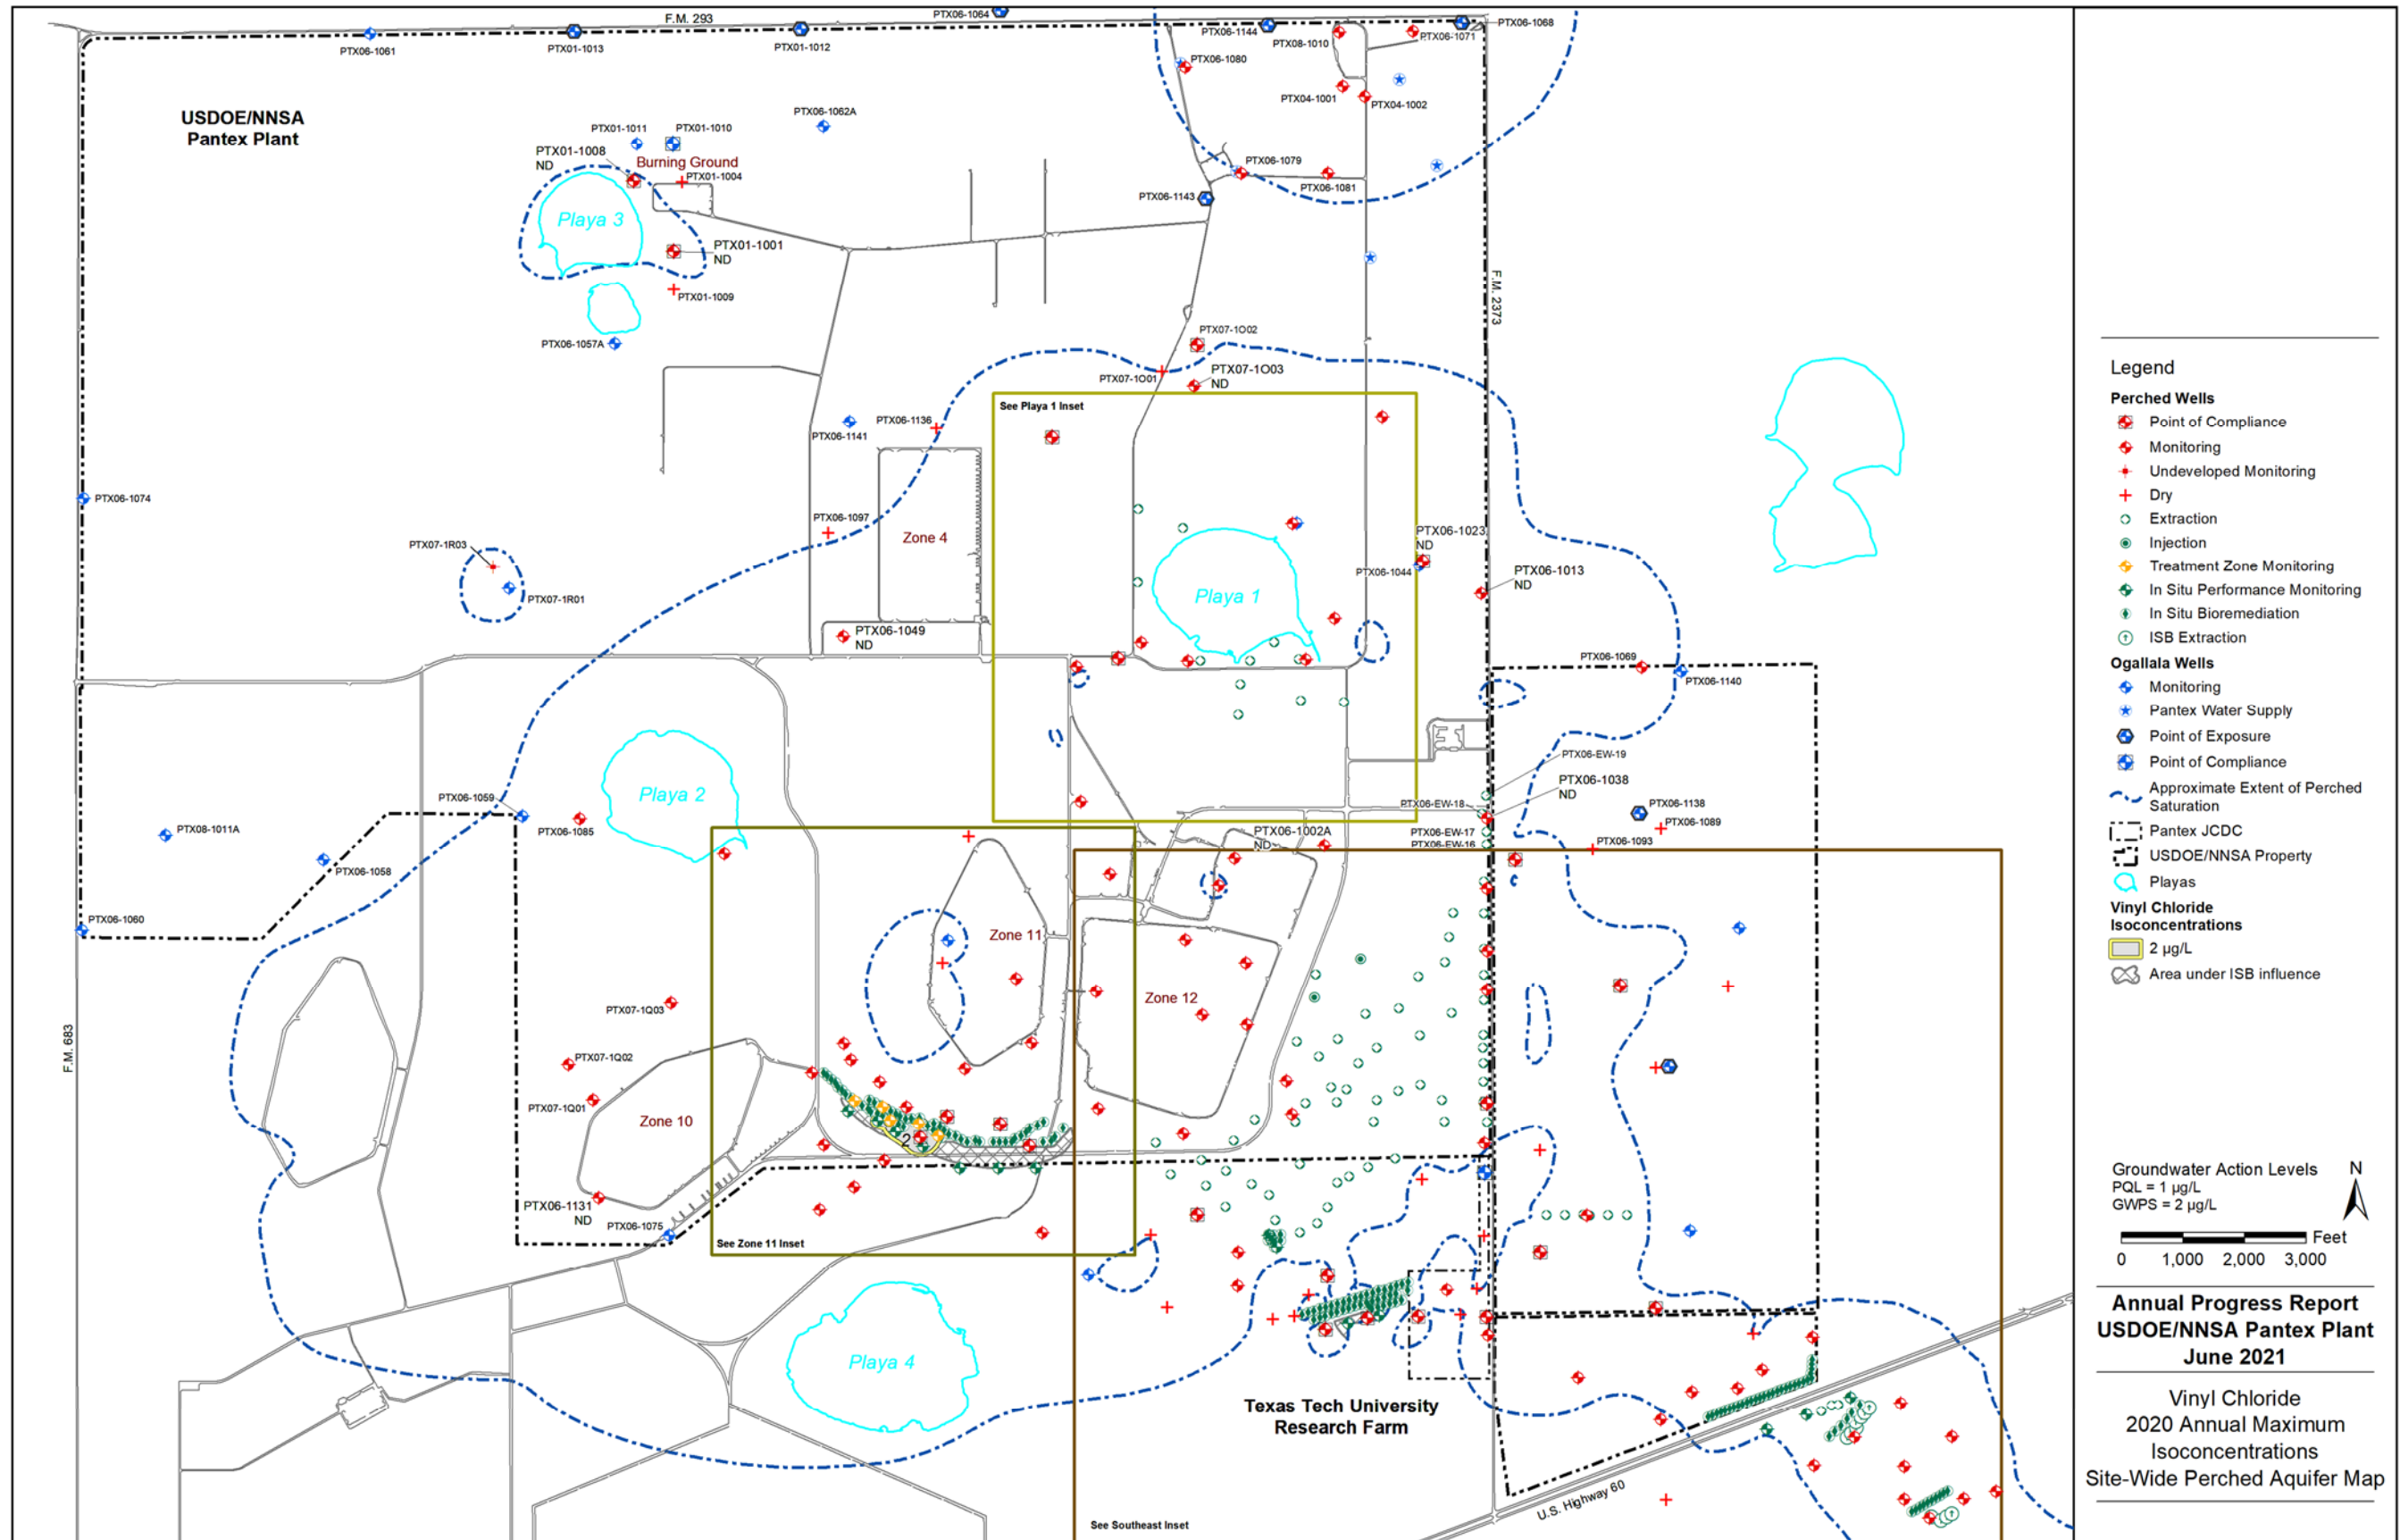 F.M. 293
PTX06-1064
PTX06-1061
PTX01-1013
PTX01-1012
PTX06-1144
PTX08-1010
PTX06-1071
PTX06-1068
PTX06-1080
PTX04-1001
PTX04-1002
USDOE/NNSA
Pantex Plant
PTX06-1062A
PTX01-1011
PTX01-1010
PTX01-1008
ND
Burning Ground
PTX01-1004
PTX06-1079
PTX06-1081
PTX06-1143
Playa 3
PTX01-1001
ND
PTX01-1009
PTX06-1057A
F.M. 2373
PTX07-1O02
PTX07-1O01
PTX07-1O03
ND
See Playa 1 Inset
PTX06-1136
PTX06-1141
PTX06-1074
PTX06-1097
Zone 4
PTX07-1R03
PTX07-1R01
PTX06-1023
ND
PTX06-1044
PTX06-1013
ND
Playa 1
PTX06-1049
ND
PTX06-1069
PTX06-1140
PTX06-EW-19
PTX06-1038
ND
PTX06-EW-18
PTX06-EW-17
PTX06-EW-16
PTX06-1138
PTX06-1089
PTX06-1093
Playa 2
PTX06-1059
PTX06-1085
PTX08-1011A
PTX06-1058
PTX06-1060
PTX06-1002A
ND
Zone 11
Zone 12
PTX07-1Q03
PTX07-1Q02
PTX07-1Q01
Zone 10
2
F.M. 683
PTX06-1131
ND
PTX06-1075
See Zone 11 Inset
Playa 4
Texas Tech University
Research Farm
U.S. Highway 60
See Southeast Inset
Legend
Perched Wells
Point of Compliance
Monitoring
Undeveloped Monitoring
Dry
Extraction
Injection
Treatment Zone Monitoring
In Situ Performance Monitoring
In Situ Bioremediation
ISB Extraction
Ogallala Wells
Monitoring
Pantex Water Supply
Point of Exposure
Point of Compliance
Approximate Extent of Perched
Saturation
Pantex JCDC
USDOE/NNSA Property
Playas
Vinyl Chloride
Isoconcentrations
2 µg/L
Area under ISB influence
Groundwater Action Levels
PQL = 1 µg/L
GWPS = 2 µg/L
N
Feet
0 1,000 2,000 3,000
Annual Progress Report
USDOE/NNSA Pantex Plant
June 2021
Vinyl Chloride
2020 Annual Maximum
Isoconcentrations
Site-Wide Perched Aquifer Map